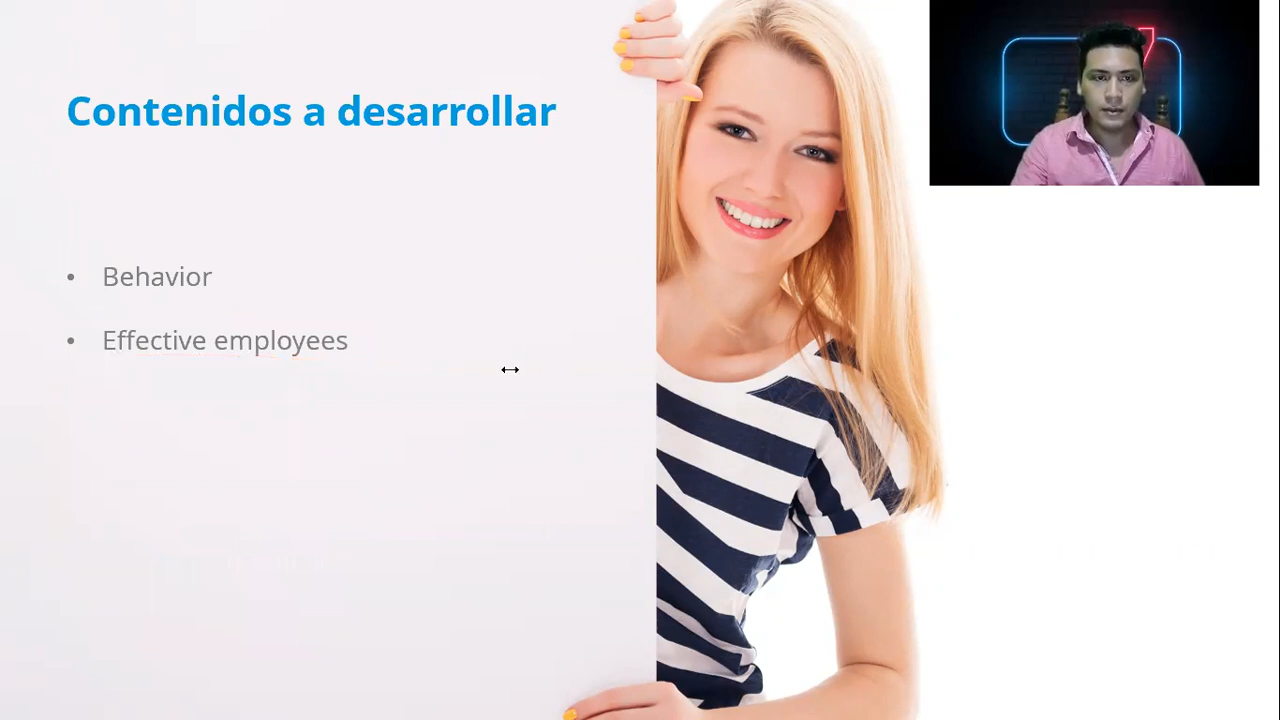 Contenidos a desarrollar
• Behavior
• Effective employees